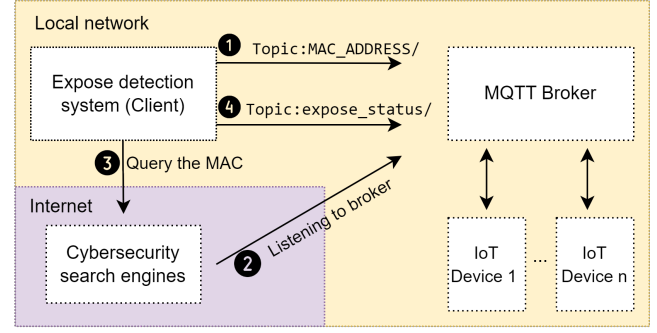 Local network
1 Topic:MAC_ADDRESS/
Expose detection
system (Client)
MQTT Broker
4 Topic:expose_status/
3 Query the MAC
Internet
2 Listening to broker
Cybersecurity
search engines
IoT
Device 1
...
IoT
Device n